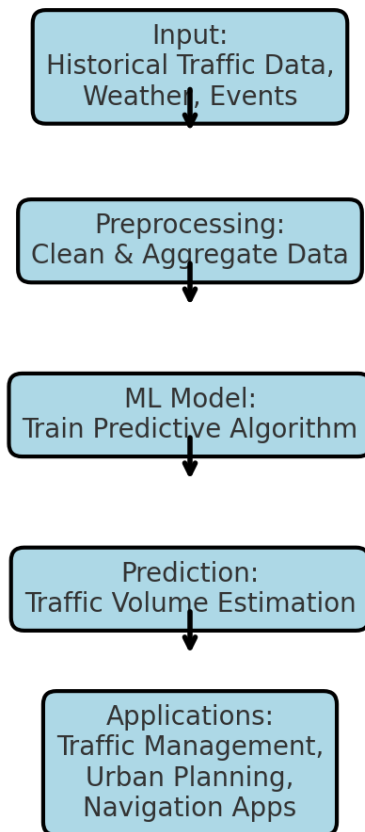 Input:
Historical Traffic Data,
Weather, Events
Preprocessing:
Clean & Aggregate Data
ML Model:
Train Predictive Algorithm
Prediction:
Traffic Volume Estimation
Applications:
Traffic Management,
Urban Planning,
Navigation Apps